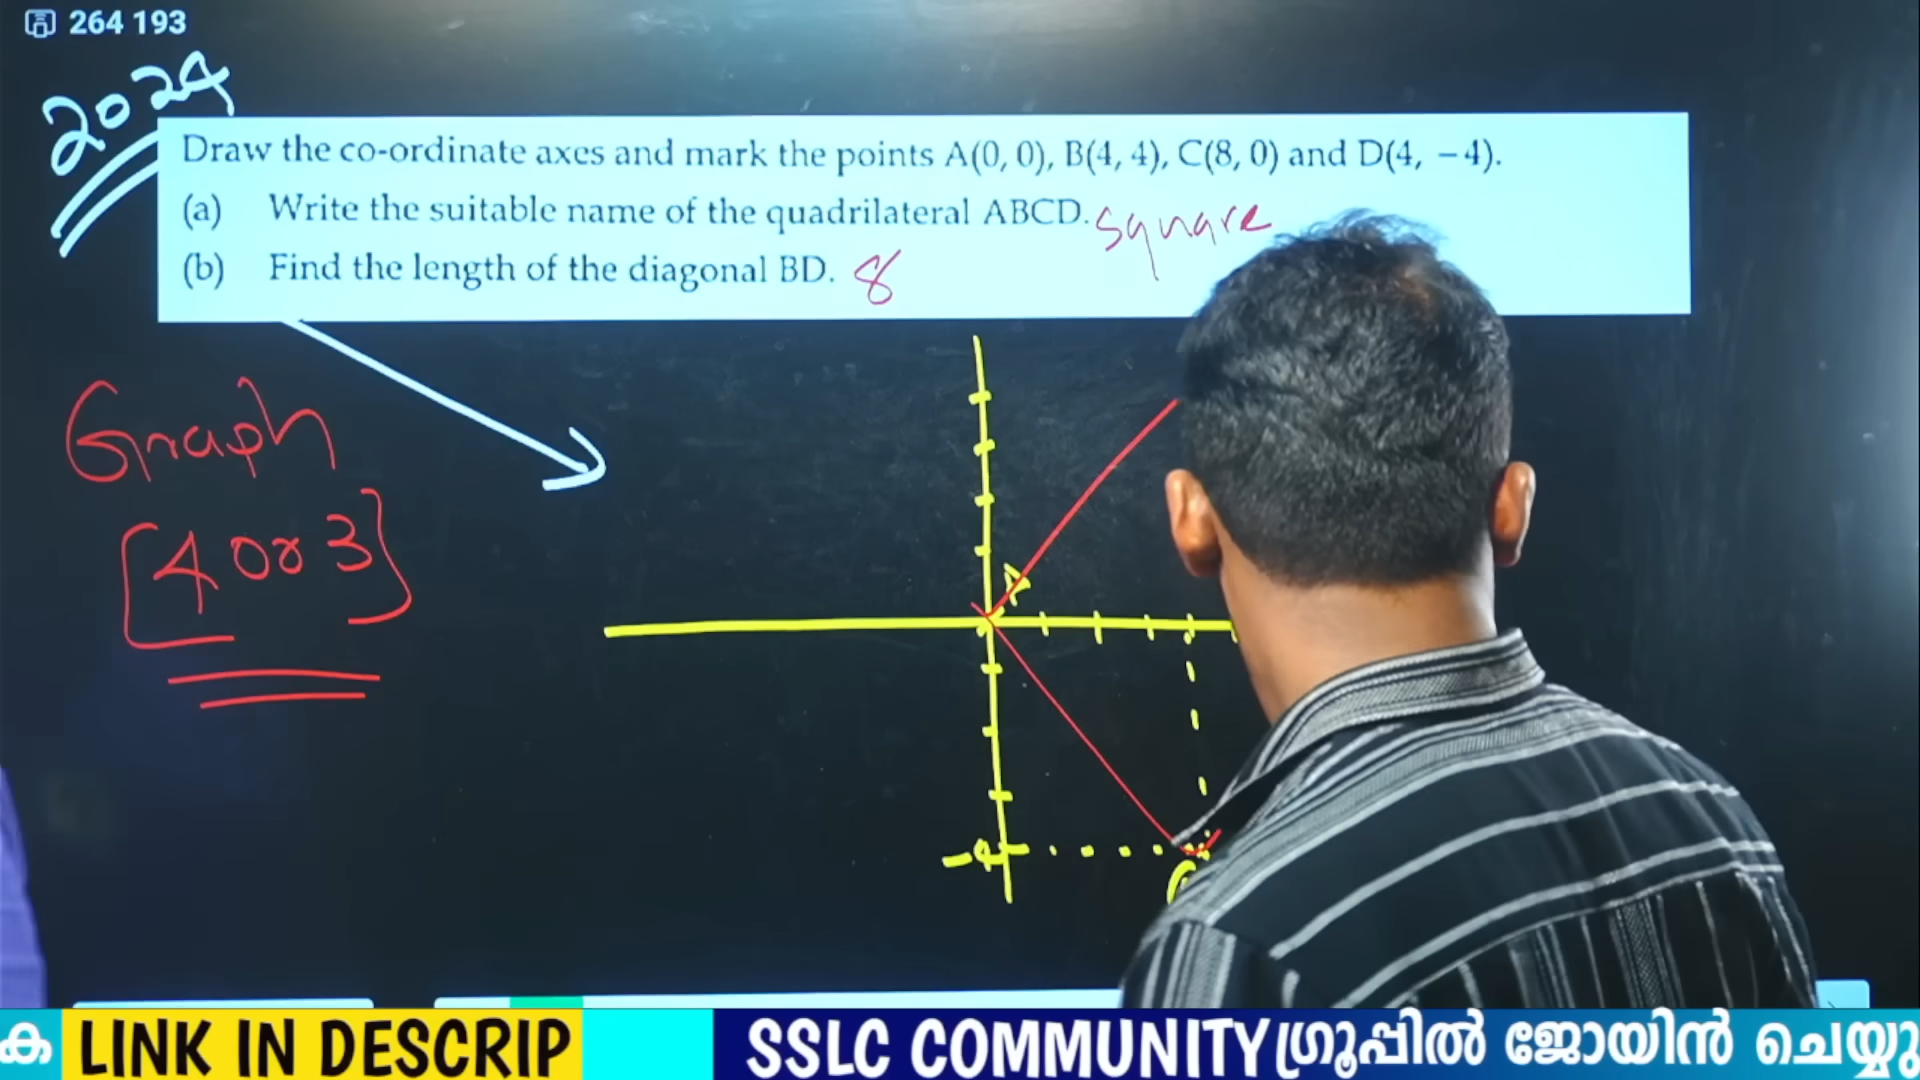 264 193
2024
Draw the co-ordinate axes and mark the points A(0, 0), B(4, 4), C(8, 0) and D(4, −4).
(a) Write the suitable name of the quadrilateral ABCD. square
(b) Find the length of the diagonal BD. 8
Graph
[4 or 3]
A
-4
LINK IN DESCRIP
SSLC COMMUNITY ഗ്രൂപ്പിൽ ജോയിൻ ചെയ്യു